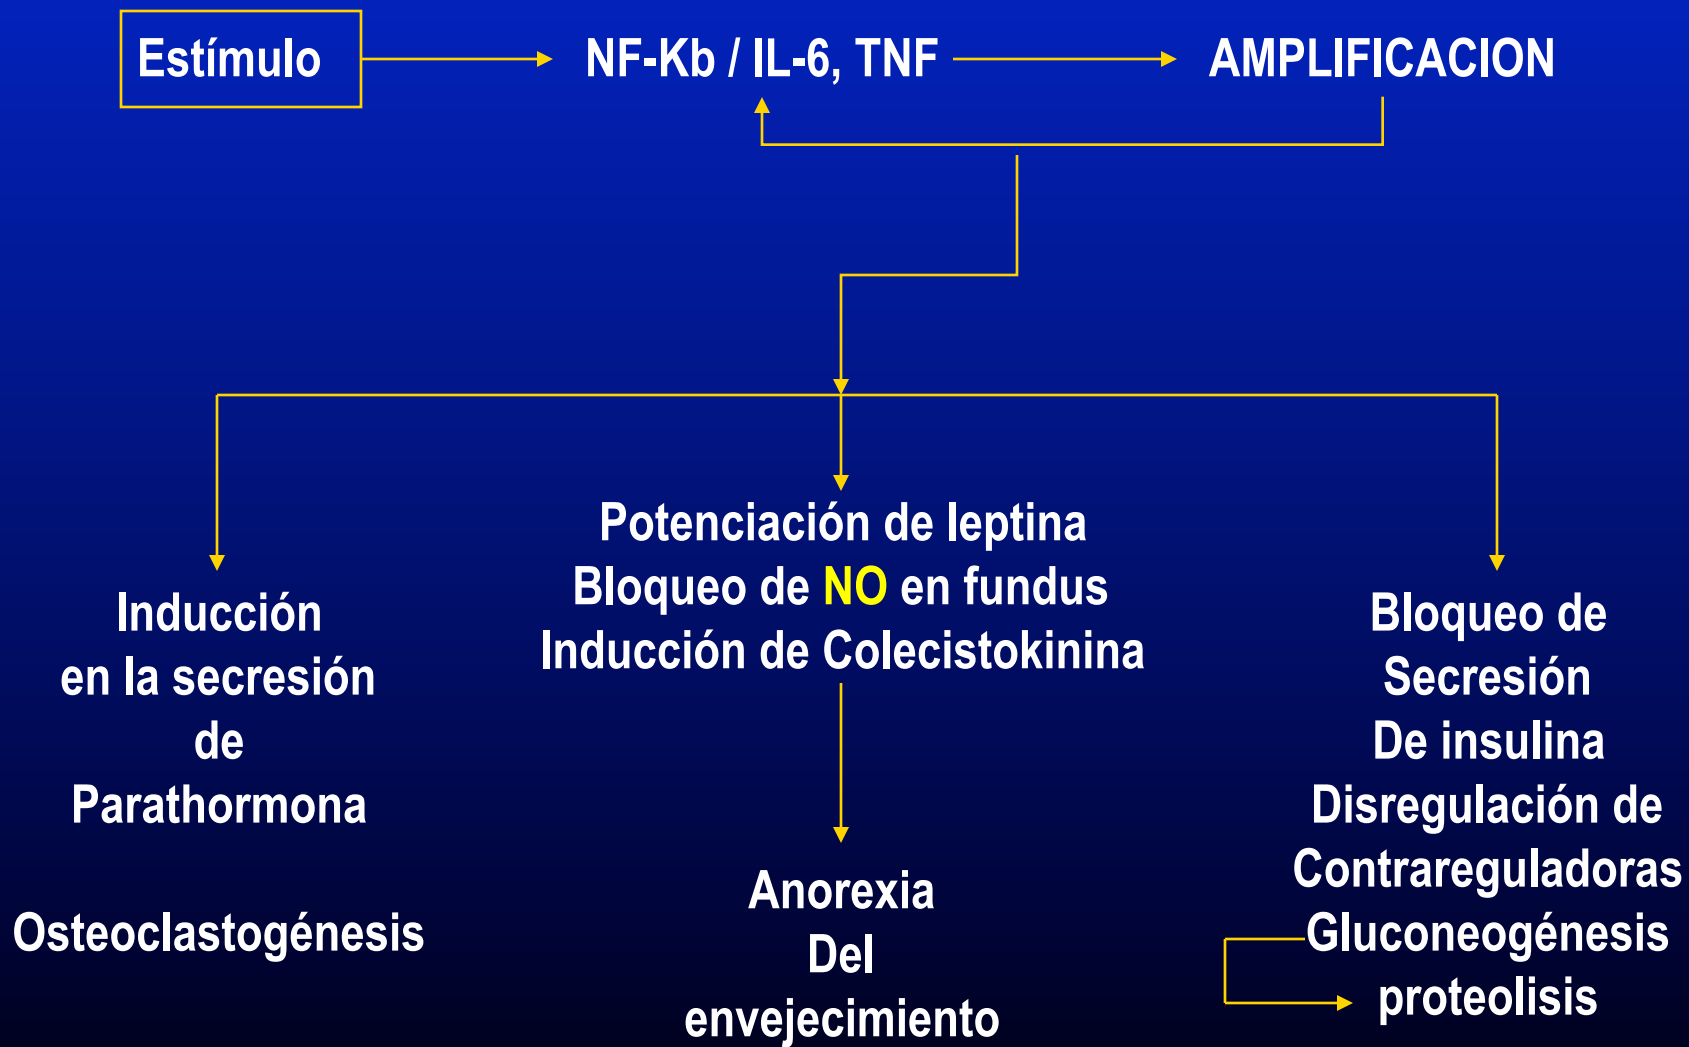 Estímulo
NF-Kb / IL-6, TNF
AMPLIFICACION
Inducción
en la secresión
de
Parathormona
Osteoclastogénesis
Potenciación de leptina
Bloqueo de NO en fundus
Inducción de Colecistokinina
Anorexia
Del
envejecimiento
Bloqueo de
Secresión
De insulina
Disregulación de
Contrareguladoras
Gluconeogénesis
proteolisis